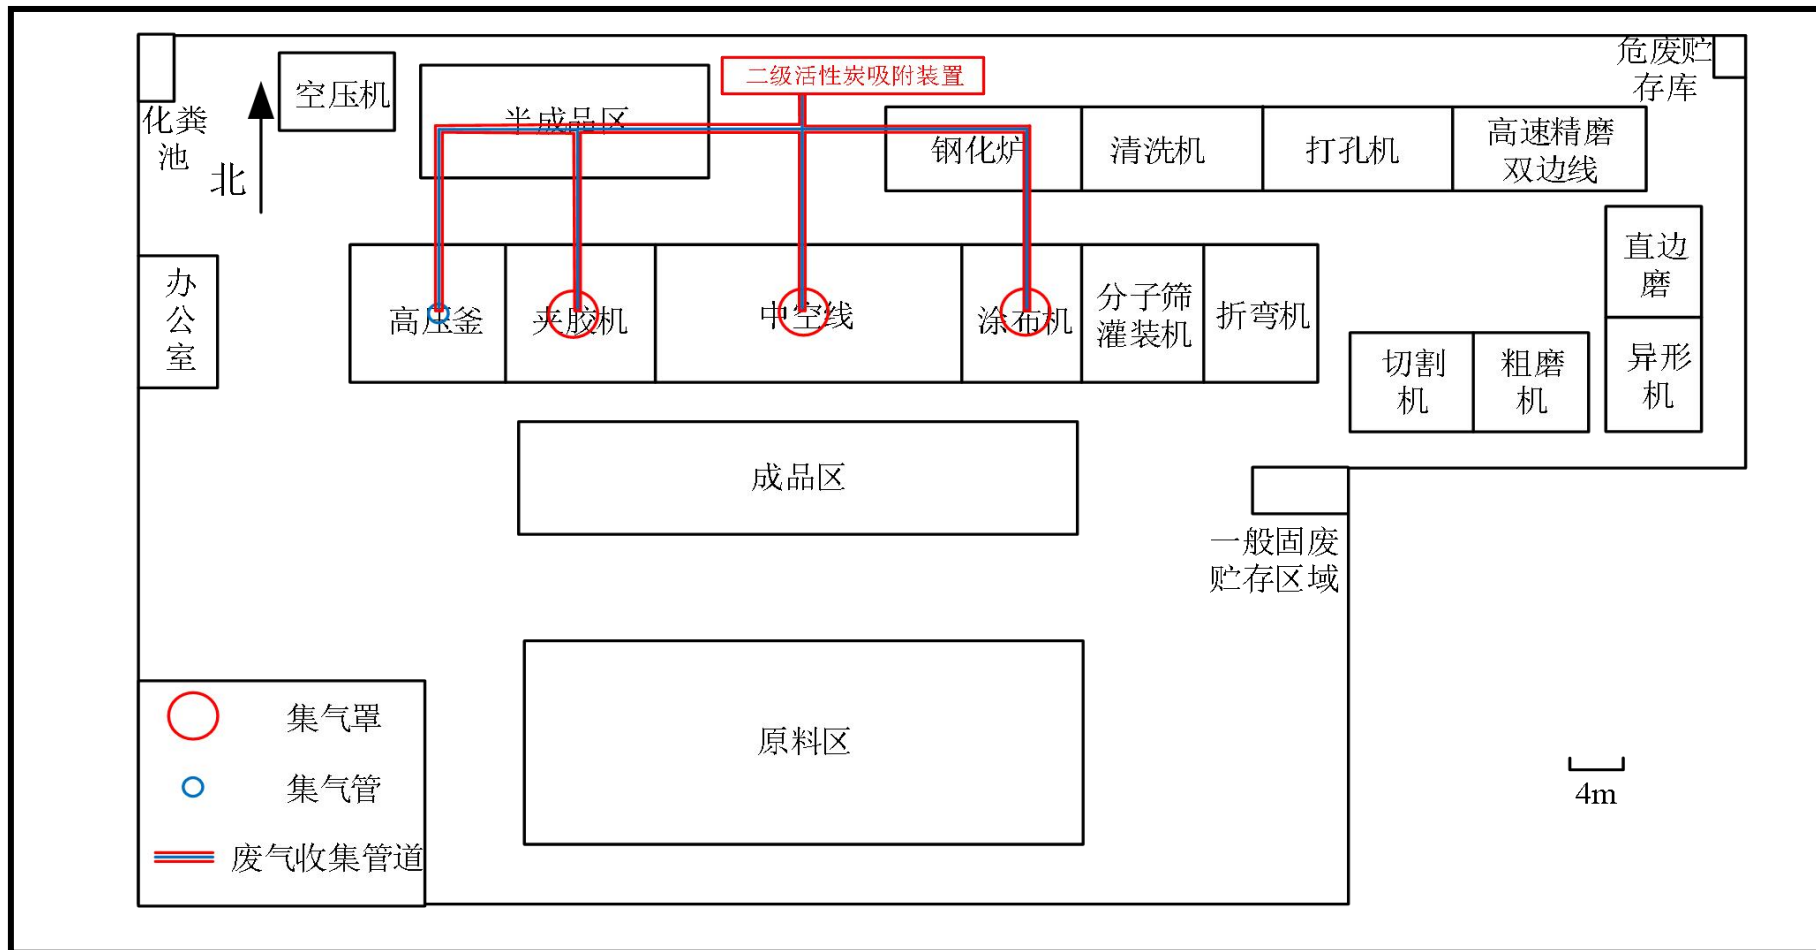 危废贮
存库
二级活性炭吸附装置
空压机
半成品区
化粪
池
北
钢化炉
清洗机
打孔机
高速精磨
双边线
直边
磨
办
公
室
高压釜
夹胶机
中空线
涂布机
分子筛
灌装机
折弯机
切割
机
粗磨
机
异形
机
成品区
一般固废
贮存区域
原料区
集气罩
集气管
废气收集管道
4m